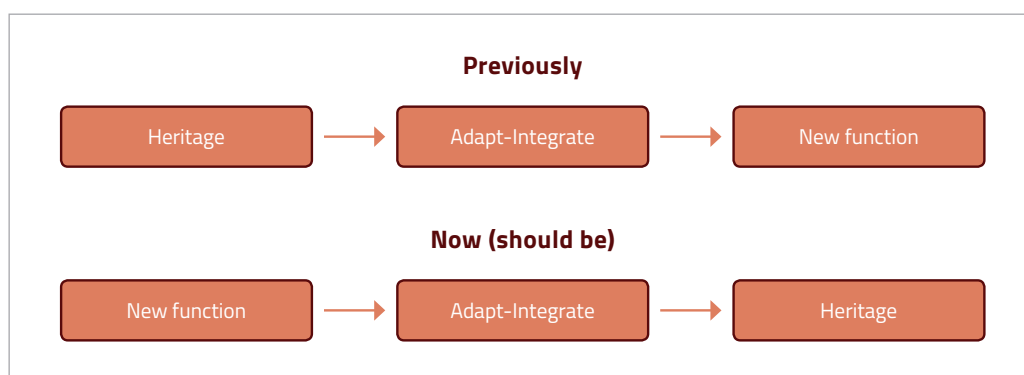 Previously
Heritage
Adapt-Integrate
New function
Now (should be)
New function
Adapt-Integrate
Heritage